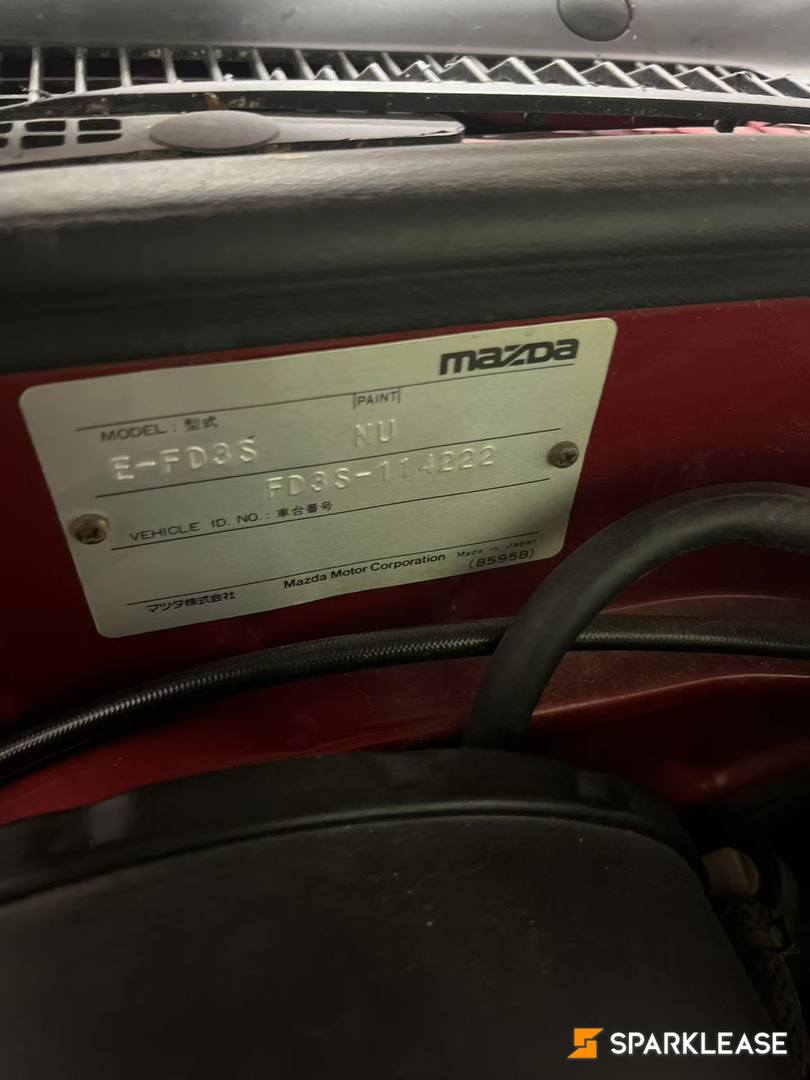 mazda
MODEL : 型式 PAINT
E-FD3S NU
FD3S-114222
VEHICLE ID. NO. : 車台番号
マツダ株式会社 Mazda Motor Corporation Made in Japan
(8595B)
SPARKLEASE